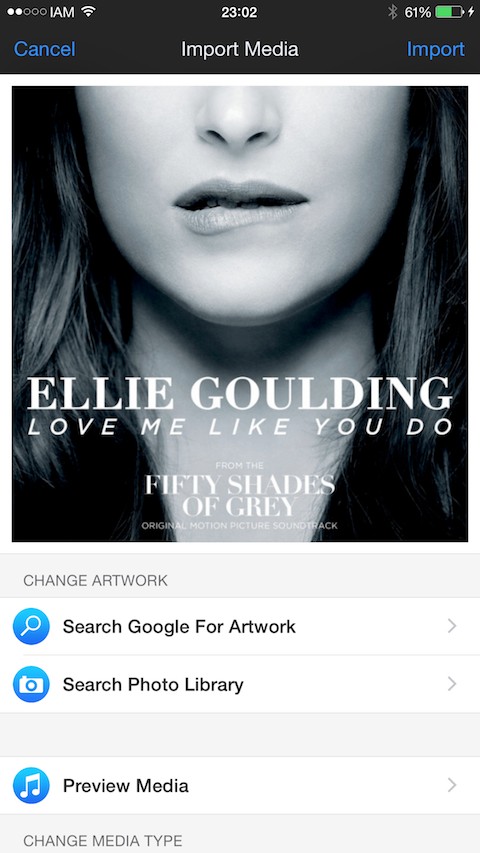 IAM 23:02 61%
Cancel Import Media Import
ELLIE GOULDING
LOVE ME LIKE YOU DO
FROM THE
FIFTY SHADES
OF GREY
ORIGINAL MOTION PICTURE SOUNDTRACK
CHANGE ARTWORK
Search Google For Artwork
Search Photo Library
Preview Media
CHANGE MEDIA TYPE